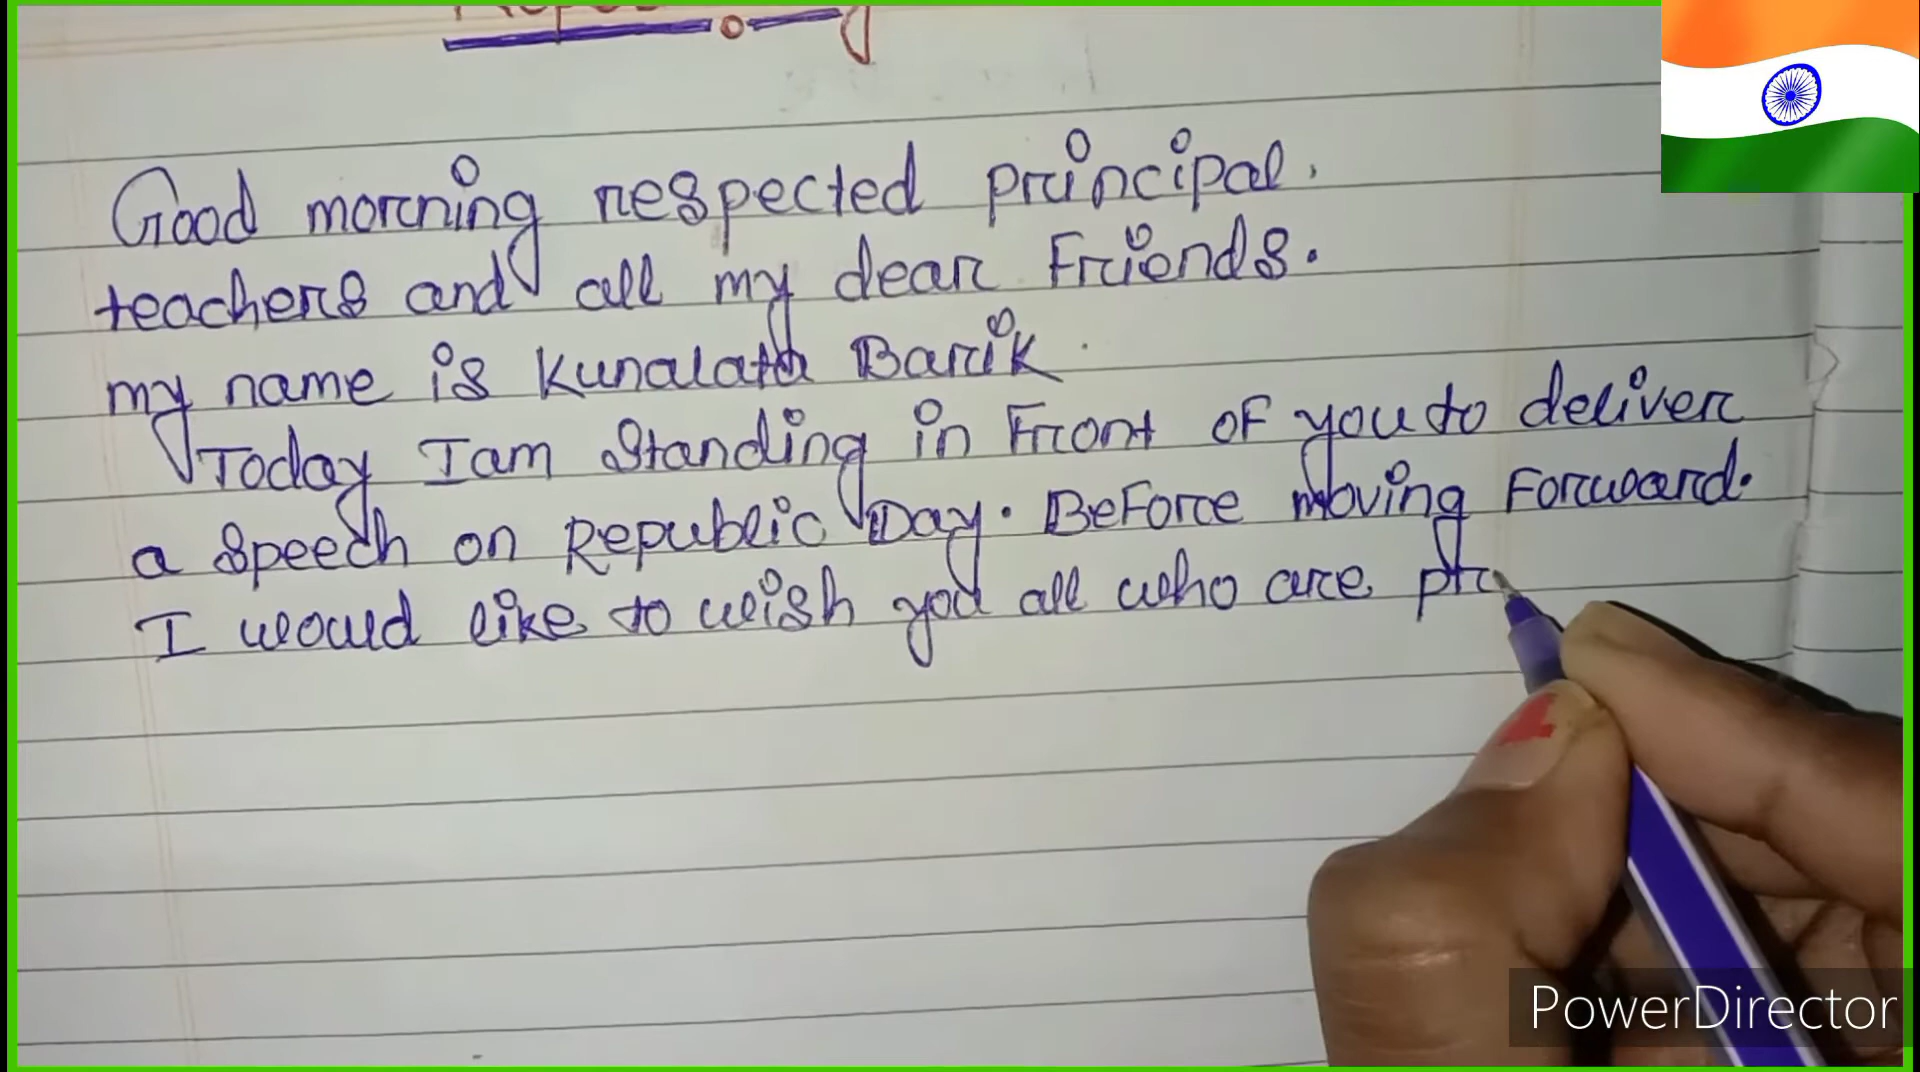 Good morning respected principal.
teachers and all my dear Friends.
my name is Kunalata Barik.
Today I am Standing in Front of you to deliver
a speech on Republic Day. Before moving Forward.
I would like to wish you all who are pr
PowerDirector